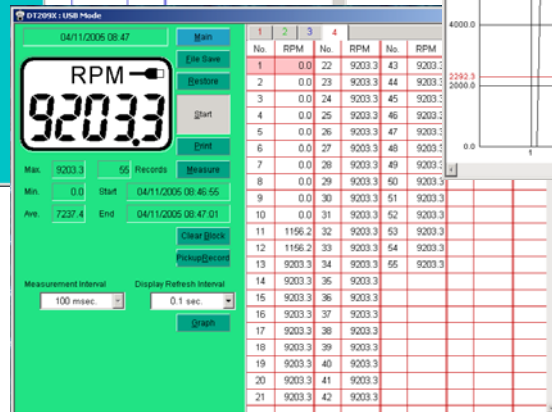 DT209X : USB Mode
04/11/2005 08:47
Main
File Save
RPM
Restore
9203.3
Start
Print
Max. 9203.3 55 Records Measure
Min. 0.0 Start 04/11/2005 08:46:55
Ave. 7237.4 End 04/11/2005 08:47:01
Clear Block
PickupRecord
Measurement Interval Display Refresh Interval
100 msec. 0.1 sec.
Graph
1 2 3 4
No. RPM No. RPM No. RPM
1 0.0 22 9203.3 43 9203.3
2 0.0 23 9203.3 44 9203.3
3 0.0 24 9203.3 45 9203.3
4 0.0 25 9203.3 46 9203.3
5 0.0 26 9203.3 47 9203.3
6 0.0 27 9203.3 48 9203.3
7 0.0 28 9203.3 49 9203.3
8 0.0 29 9203.3 50 9203.3
9 0.0 30 9203.3 51 9203.3
10 0.0 31 9203.3 52 9203.3
11 1156.2 32 9203.3 53 9203.3
12 1156.2 33 9203.3 54 9203.3
13 9203.3 34 9203.3 55 9203.3
14 9203.3 35 9203.3
15 9203.3 36 9203.3
16 9203.3 37 9203.3
17 9203.3 38 9203.3
18 9203.3 39 9203.3
19 9203.3 40 9203.3
20 9203.3 41 9203.3
21 9203.3 42 9203.3
4000.0
2292.3
2000.0
0.0
1